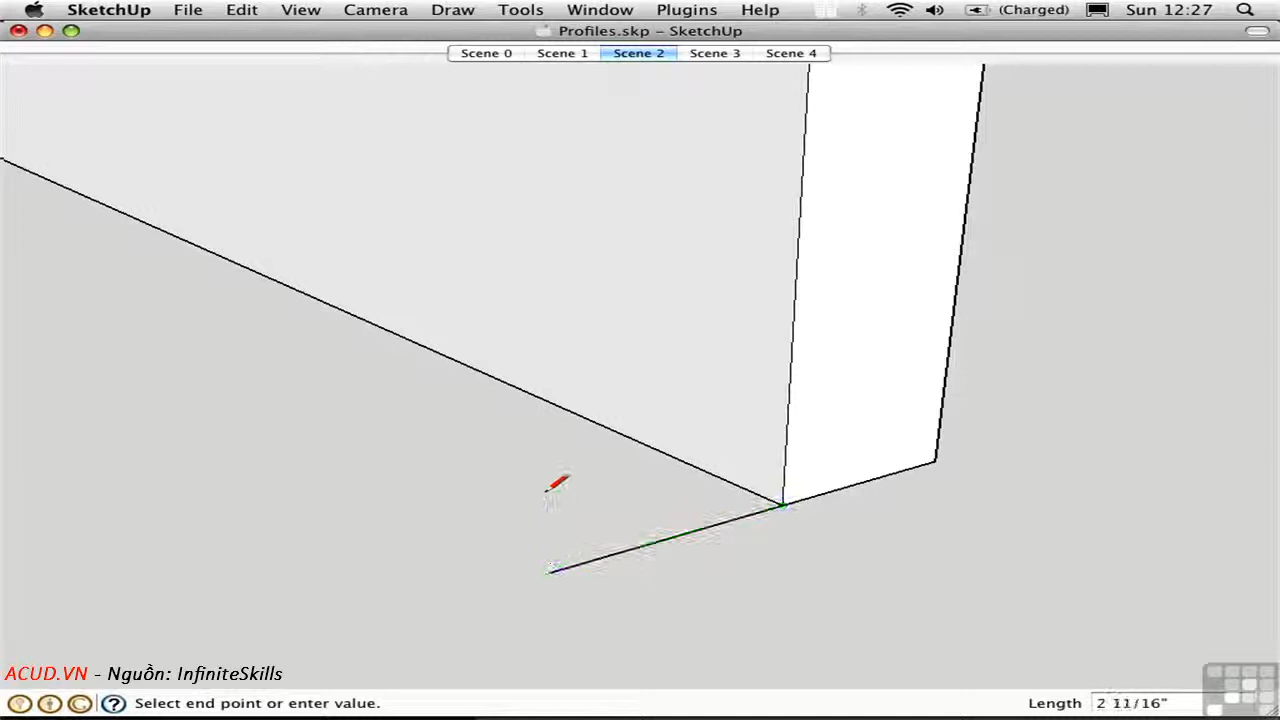 SketchUp File Edit View Camera Draw Tools Window Plugins Help (Charged) Sun 12:27
Profiles.skp – SketchUp
Scene 0 Scene 1 Scene 2 Scene 3 Scene 4
ACUD.VN - Nguồn: InfiniteSkills
Select end point or enter value. Length 2 11/16"